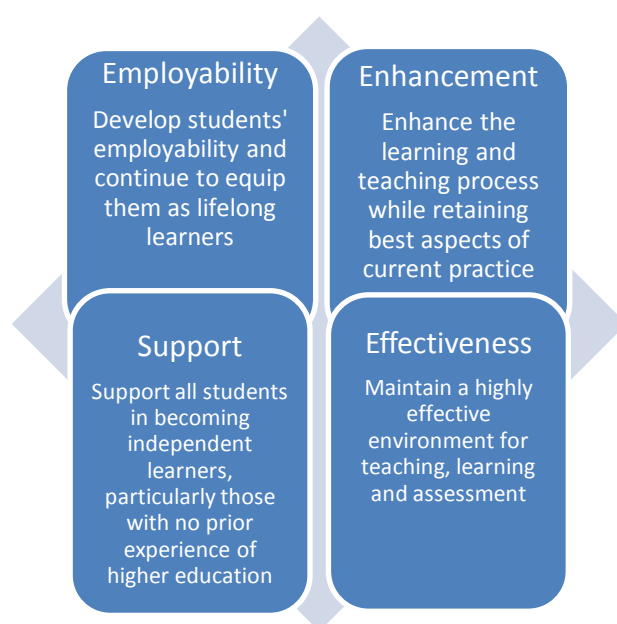 Employability
Develop students'
employability and
continue to equip
them as lifelong
learners
Enhancement
Enhance the
learning and
teaching process
while retaining
best aspects of
current practice
Support
Support all students
in becoming
independent
learners,
particularly those
with no prior
experience of
higher education
Effectiveness
Maintain a highly
effective
environment for
teaching, learning
and assessment